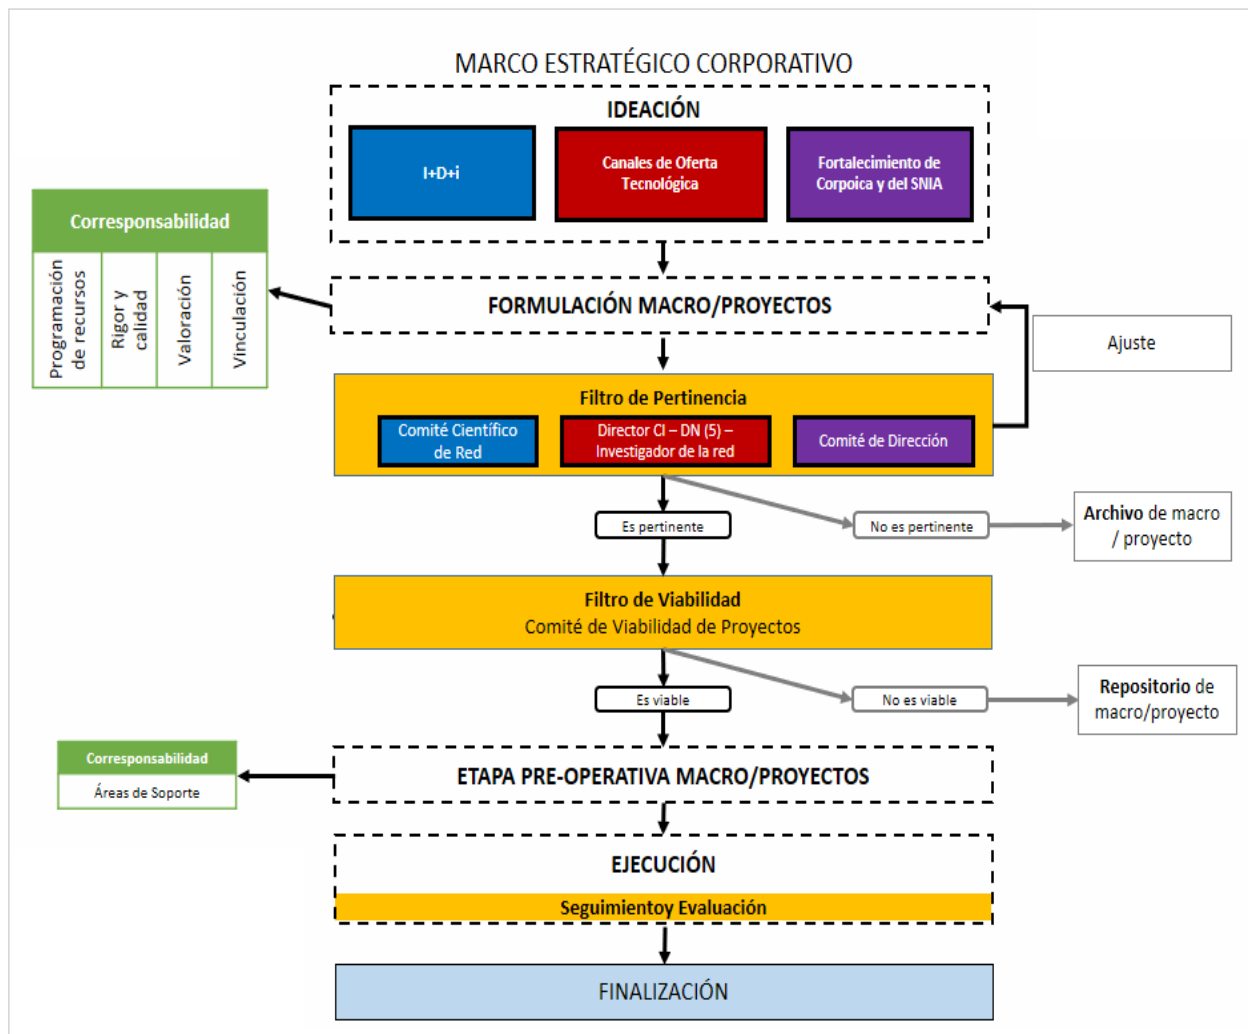 MARCO ESTRATÉGICO CORPORATIVO
IDEACIÓN
I+D+i
Canales de Oferta
Tecnológica
Fortalecimiento de
Corpoica y del SNIA
Corresponsabilidad
Programación
de recursos
Rigor y
calidad
Valoración
Vinculación
FORMULACIÓN MACRO/PROYECTOS
Ajuste
Filtro de Pertinencia
Comité Científico
de Red
Director CI – DN (5) –
Investigador de la red
Comité de Dirección
Es pertinente
No es pertinente
Archivo de macro
/ proyecto
Filtro de Viabilidad
Comité de Viabilidad de Proyectos
Es viable
No es viable
Repositorio de
macro/proyecto
Corresponsabilidad
Áreas de Soporte
ETAPA PRE-OPERATIVA MACRO/PROYECTOS
EJECUCIÓN
Seguimientoy Evaluación
FINALIZACIÓN